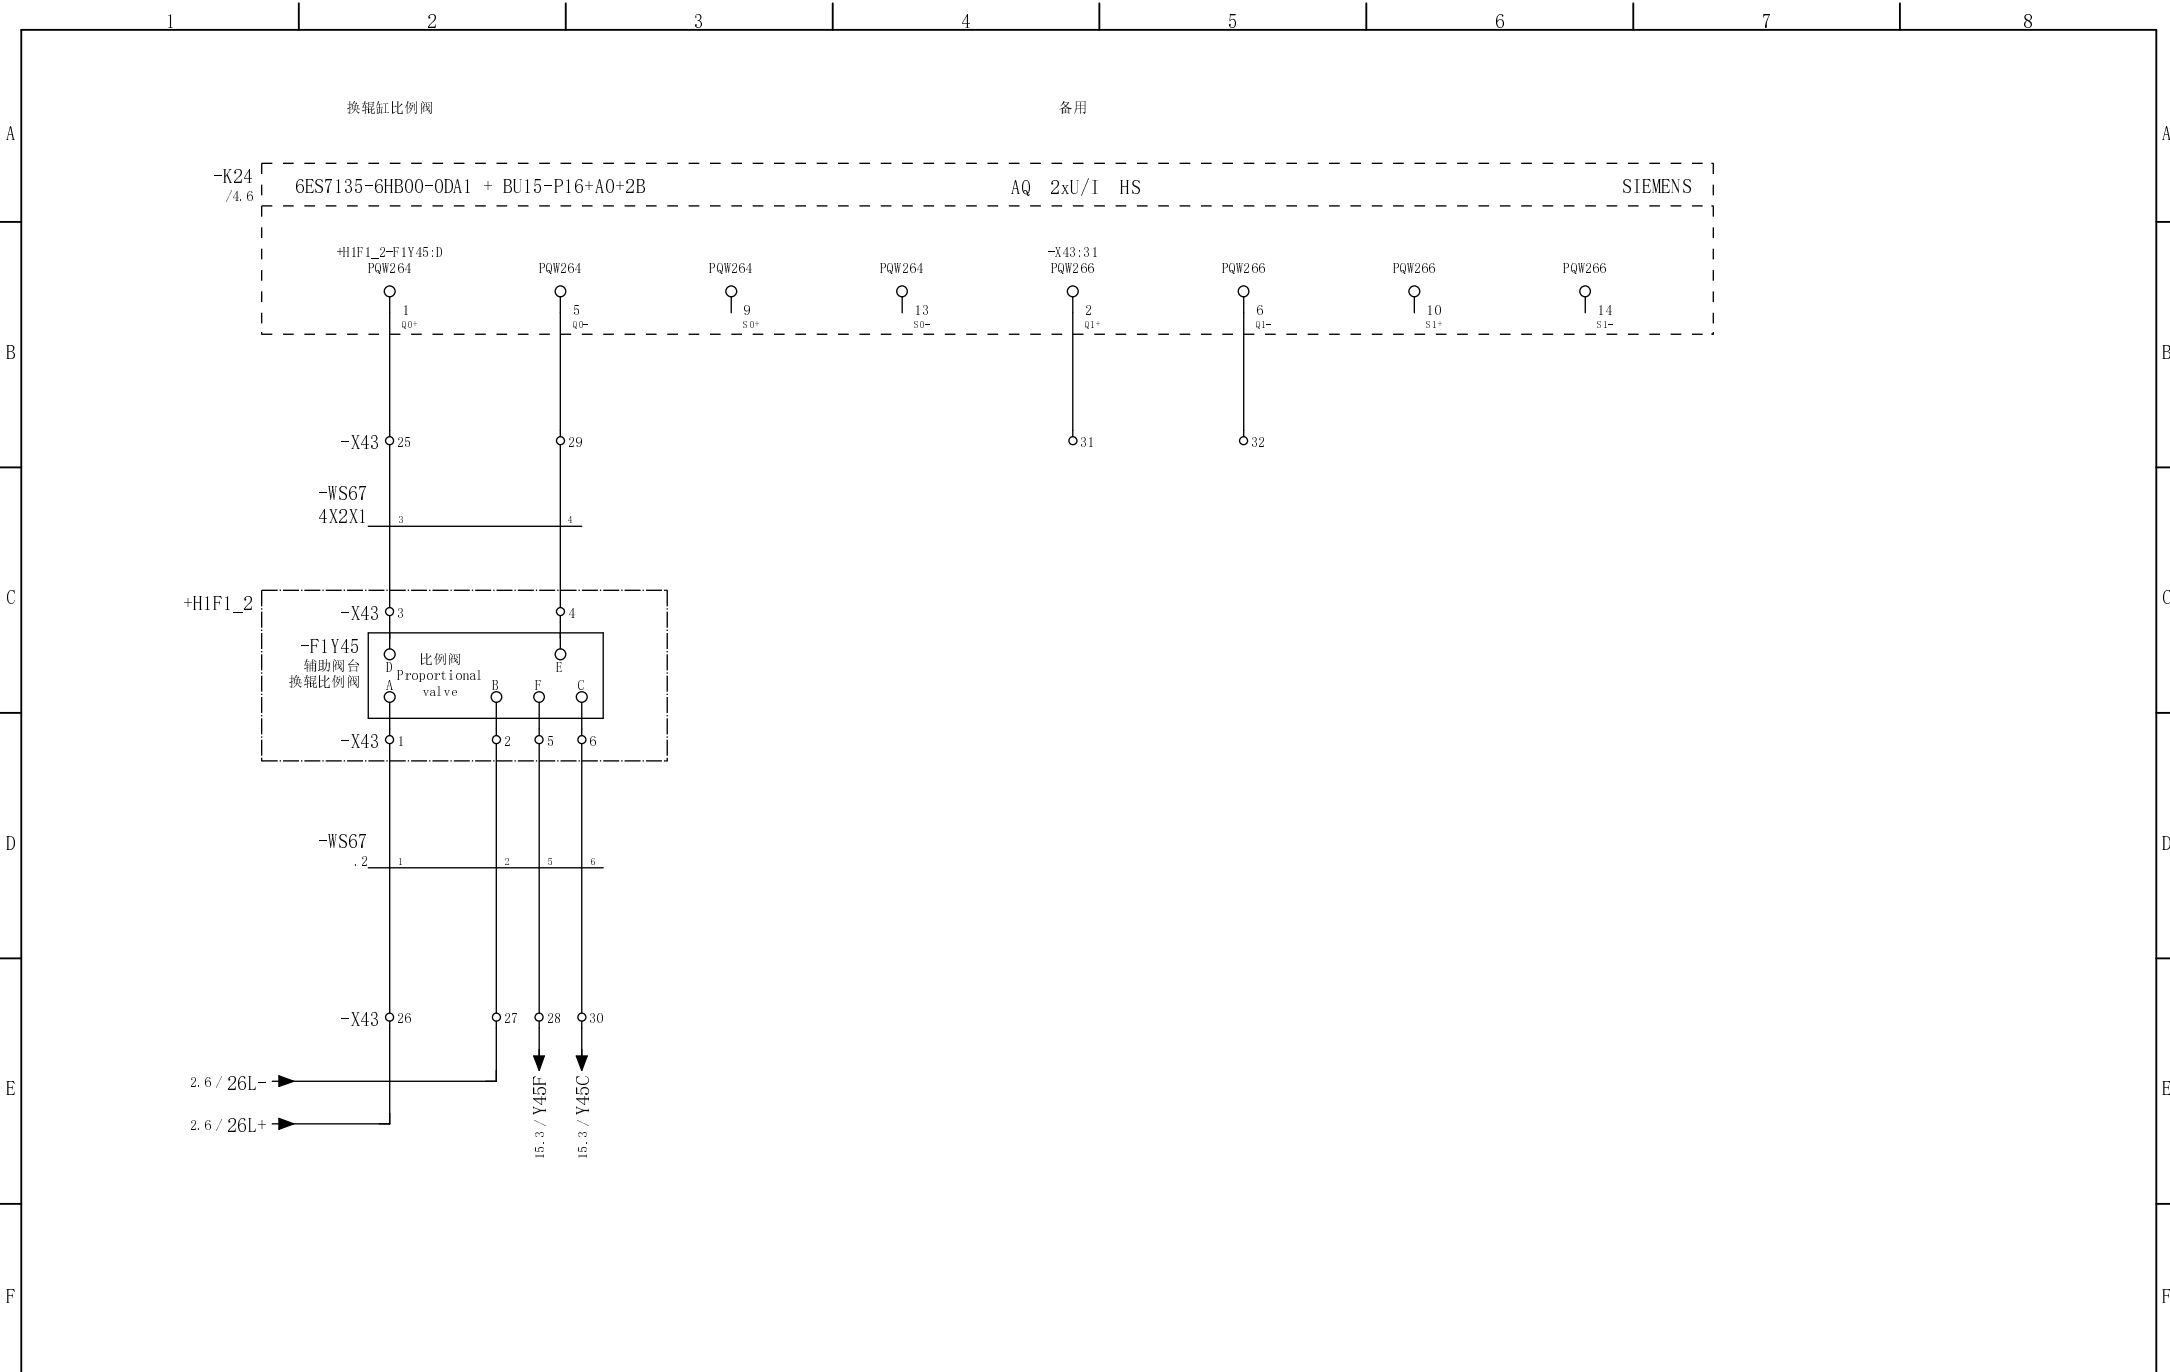 1 2 3 4 5 6 7 8
换辊缸比例阀 备用
A A
-K24 6ES7135-6HB00-0DA1 + BU15-P16+A0+2B AQ 2xU/I HS SIEMENS
/4.6
+H1F1_2-F1Y45:D -X43:31
PQW264 PQW264 PQW264 PQW264 PQW266 PQW266 PQW266 PQW266
1 5 9 13 2 6 10 14
Q0+ Q0- S0+ S0- Q1+ Q1- S1+ S1-
B B
-X43 25 29 31 32
-WS67
4X2X1 3 4
C C
+H1F1_2
-X43 3 4
-F1Y45
辅助阀台 D 比例阀 E
换辊比例阀 A Proportional B F C
valve
-X43 1 2 5 6
D D
-WS67
.2 1 2 5 6
-X43 26 27 28 30
2.6 / 26L-
E E
2.6 / 26L+
15.3 / Y45F
15.3 / Y45C
F F